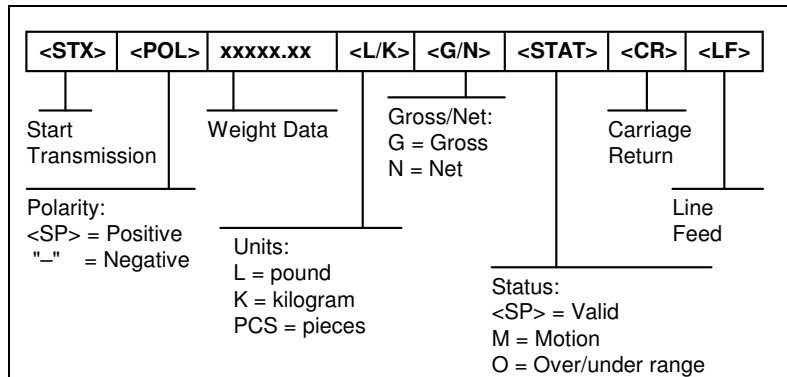 <STX> <POL> xxxxx.xx <L/K> <G/N> <STAT> <CR> <LF>
Start
Transmission
Polarity:
<SP> = Positive
"–" = Negative
Weight Data
Units:
L = pound
K = kilogram
PCS = pieces
Gross/Net:
G = Gross
N = Net
Status:
<SP> = Valid
M = Motion
O = Over/under range
Carriage
Return
Line
Feed